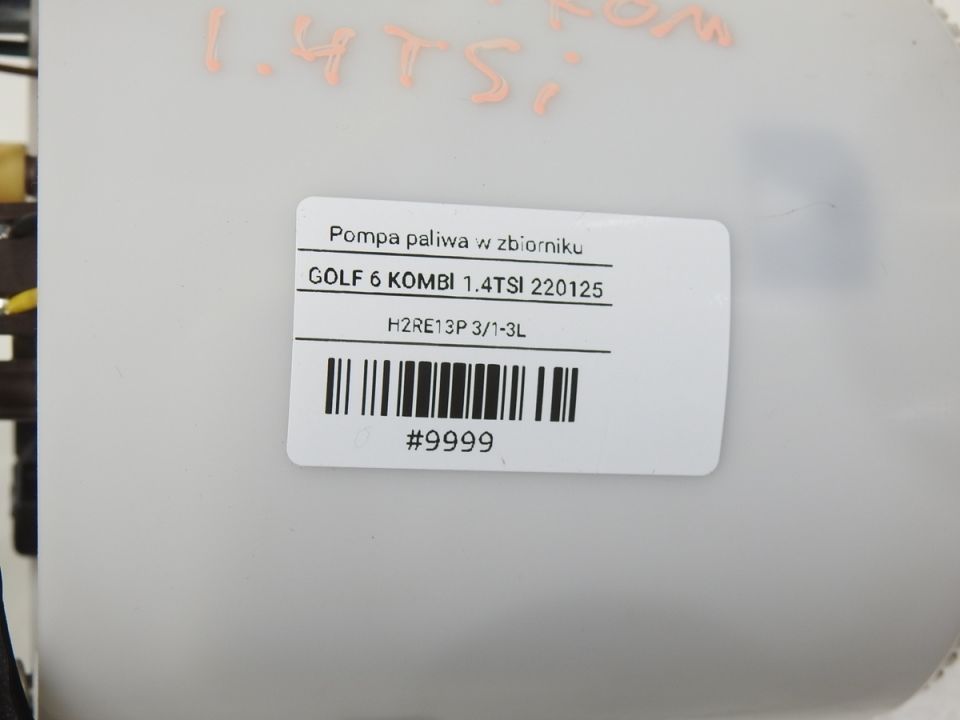 1.4TSi
Pompa paliwa w zbiorniku
GOLF 6 KOMBI 1.4TSI 220125
H2RE13P 3/1-3L
#9999